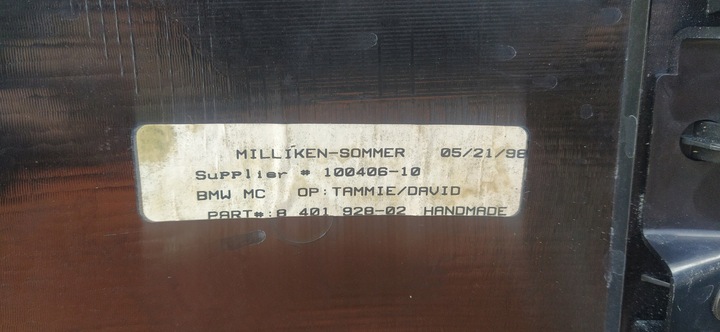 MILLIKEN-SOMMER 05/21/98
Supplier # 100406-10
BMW MC OP:TAMMIE/DAVID
PART#:8 401 928-02 HANDMADE